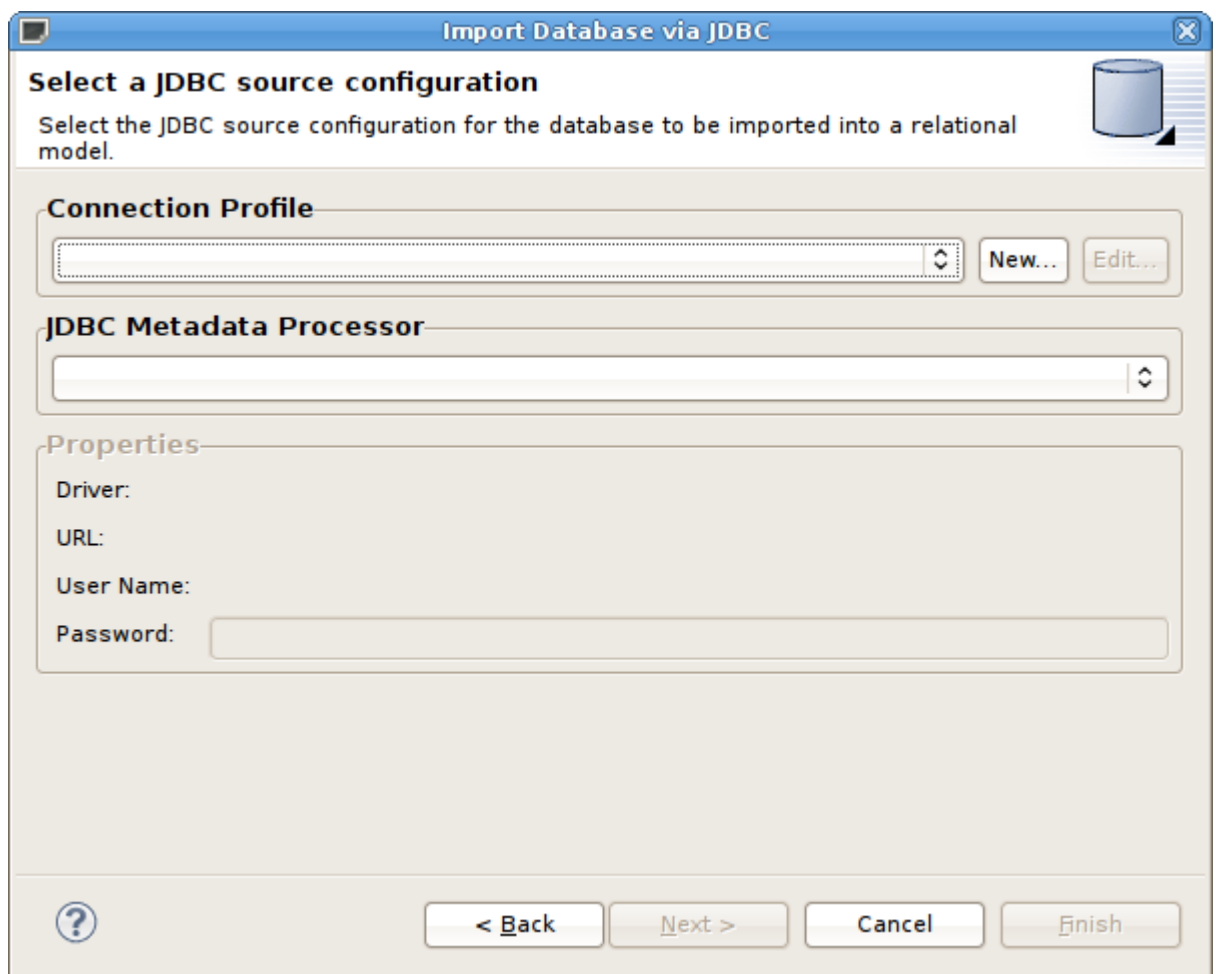 Import Database via JDBC
Select a JDBC source configuration
Select the JDBC source configuration for the database to be imported into a relational
model.
Connection Profile
New... Edit...
JDBC Metadata Processor
Properties
Driver:
URL:
User Name:
Password:
? < Back Next > Cancel Finish